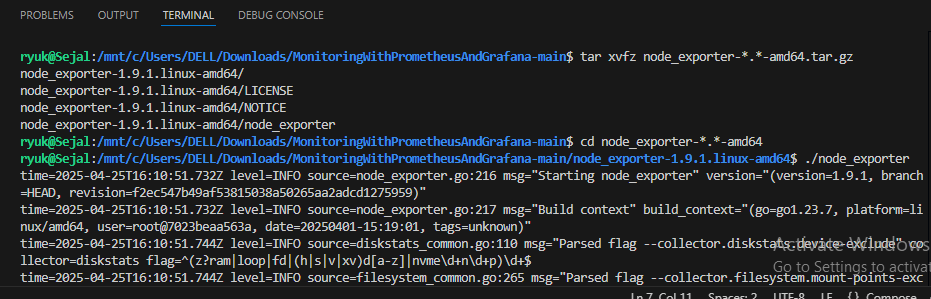 PROBLEMS OUTPUT TERMINAL DEBUG CONSOLE
ryuk@Sejal:/mnt/c/Users/DELL/Downloads/MonitoringWithPrometheusAndGrafana-main$ tar xvfz node_exporter-*.*-amd64.tar.gz
node_exporter-1.9.1.linux-amd64/
node_exporter-1.9.1.linux-amd64/LICENSE
node_exporter-1.9.1.linux-amd64/NOTICE
node_exporter-1.9.1.linux-amd64/node_exporter
ryuk@Sejal:/mnt/c/Users/DELL/Downloads/MonitoringWithPrometheusAndGrafana-main$ cd node_exporter-*.*-amd64
ryuk@Sejal:/mnt/c/Users/DELL/Downloads/MonitoringWithPrometheusAndGrafana-main/node_exporter-1.9.1.linux-amd64$ ./node_exporter
time=2025-04-25T16:10:51.732Z level=INFO source=node_exporter.go:216 msg="Starting node_exporter" version="(version=1.9.1, branch
=HEAD, revision=f2ec547b49af53815038a50265aa2adcd1275959)"
time=2025-04-25T16:10:51.732Z level=INFO source=node_exporter.go:217 msg="Build context" build_context="(go=go1.23.7, platform=li
nux/amd64, user=root@7023beaa563a, date=20250401-15:19:01, tags=unknown)"
time=2025-04-25T16:10:51.744Z level=INFO source=diskstats_common.go:110 msg="Parsed flag --collector.diskstats.device-exclude" co
llector=diskstats flag=^(z?ram|loop|fd|(h|s|v|xv)d[a-z]|nvme\d+n\d+p)\d+$
time=2025-04-25T16:10:51.744Z level=INFO source=filesystem_common.go:265 msg="Parsed flag --collector.filesystem.mount-points-exc
Activate Windows
Go to Settings to activat
Ln 7, Col 11 Spaces: 2 UTF-8 LF {} Compose